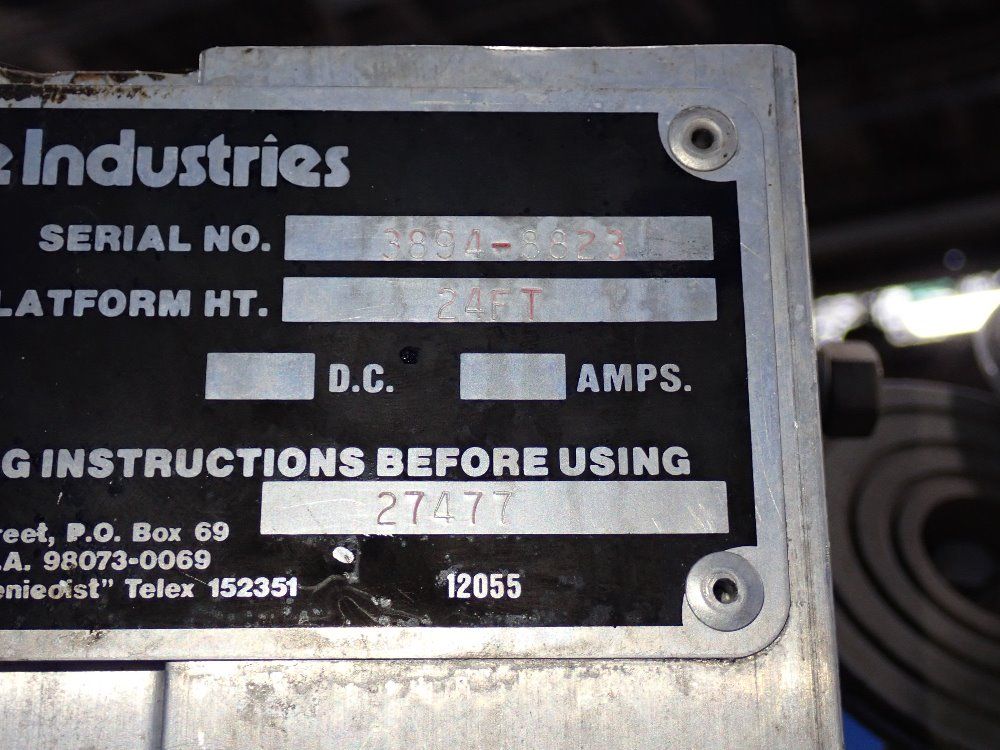 e Industries
SERIAL NO. 3894-8823
LATFORM HT. 24FT
D.C. AMPS.
G INSTRUCTIONS BEFORE USING
27477
reet, P.O. Box 69
.A. 98073-0069
eniedist" Telex 152351
12055